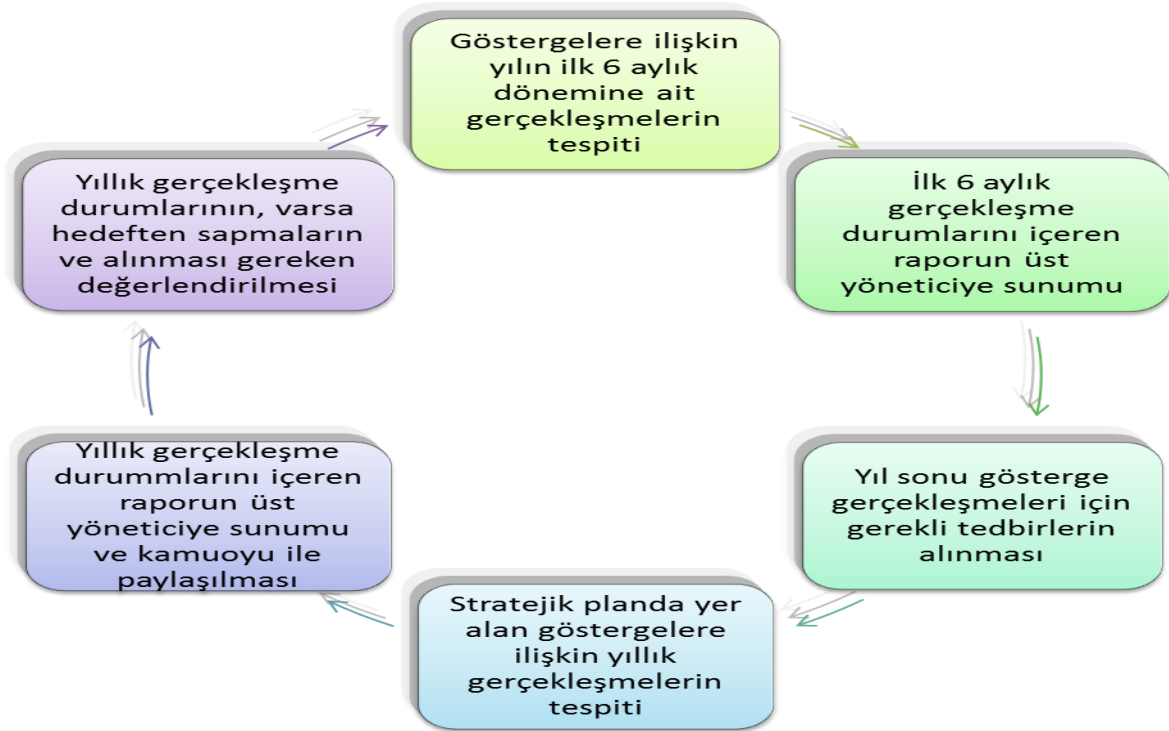 Göstergelere ilişkin
yılın ilk 6 aylık
dönemine ait
gerçekleşmelerin
tespiti
İlk 6 aylık
gerçekleşme
durumlarını içeren
raporun üst
yöneticiye sunumu
Yıl sonu gösterge
gerçekleşmeleri için
gerekli tedbirlerin
alınması
Stratejik planda yer
alan göstergelere
ilişkin yıllık
gerçekleşmelerin
tespiti
Yıllık gerçekleşme
durummlarını içeren
raporun üst
yöneticiye sunumu
ve kamuoyu ile
paylaşılması
Yıllık gerçekleşme
durumlarının, varsa
hedeften sapmaların
ve alınması gereken
değerlendirilmesi